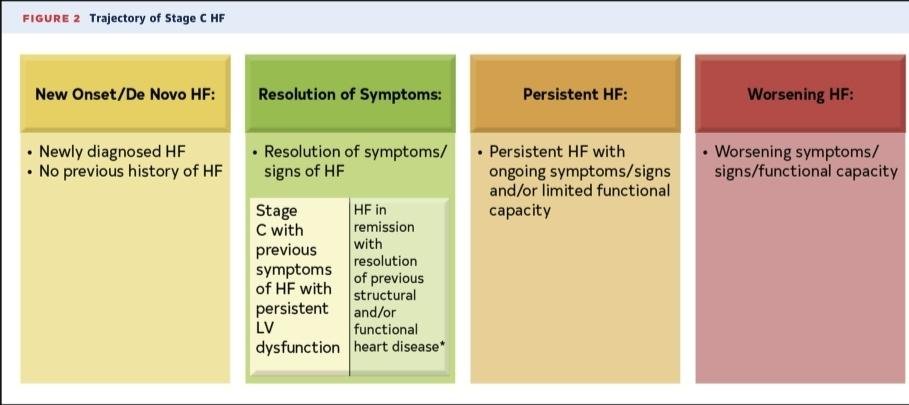 FIGURE 2 Trajectory of Stage C HF
New Onset/De Novo HF:
• Newly diagnosed HF
• No previous history of HF
Resolution of Symptoms:
• Resolution of symptoms/
signs of HF
Stage
C with
previous
symptoms
of HF with
persistent
LV
dysfunction
HF in
remission
with
resolution
of previous
structural
and/or
functional
heart disease*
Persistent HF:
• Persistent HF with
ongoing symptoms/signs
and/or limited functional
capacity
Worsening HF:
• Worsening symptoms/
signs/functional capacity